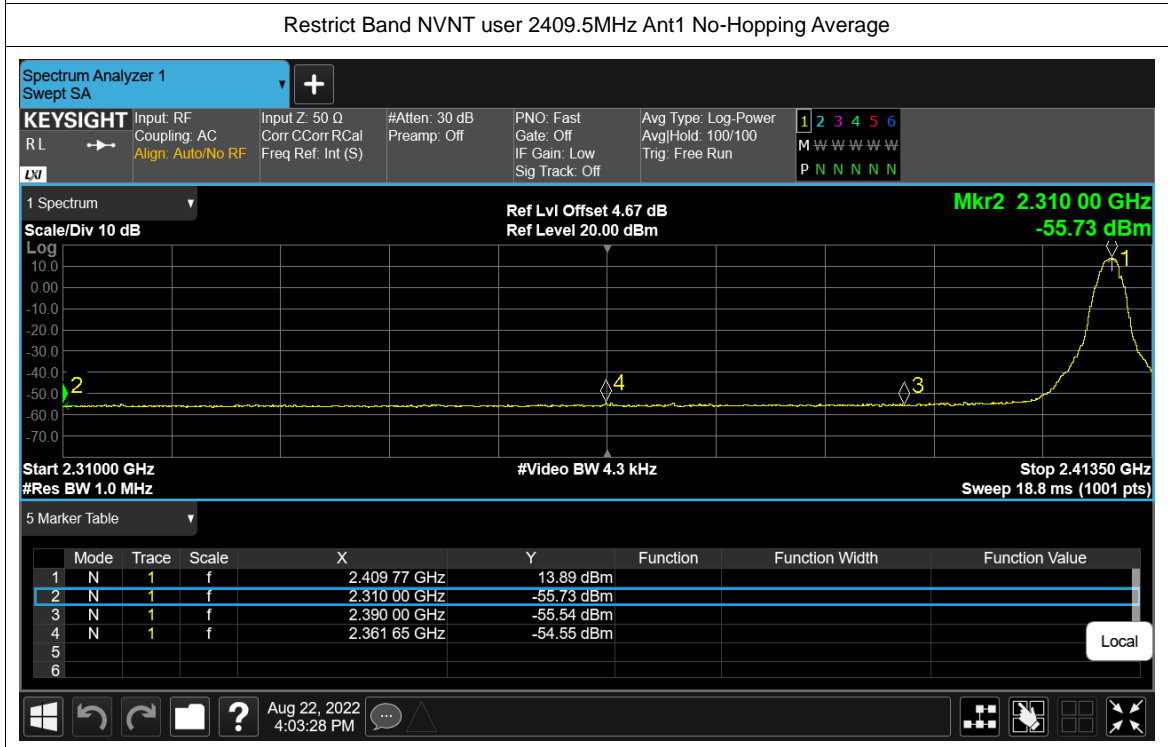 Restrict Band NVNT user 2409.5MHz Ant1 No-Hopping Average
Spectrum Analyzer 1
Swept SA
+
KEYSIGHT Input: RF Input Z: 50 Ω #Atten: 30 dB PNO: Fast Avg Type: Log-Power 1 2 3 4 5 6
R L Coupling: AC Corr CCorr RCal Preamp: Off Gate: Off Avg|Hold: 100/100 M W W W W W
Align: Auto/No RF Freq Ref: Int (S) IF Gain: Low Trig: Free Run
LXI Sig Track: Off P N N N N N
1 Spectrum Ref Lvl Offset 4.67 dB Mkr2 2.310 00 GHz
Scale/Div 10 dB Ref Level 20.00 dBm -55.73 dBm
Log
1
10.0
0.00
-10.0
-20.0
-30.0
-40.0
2 4 3
-50.0
-60.0
-70.0
Start 2.31000 GHz #Video BW 4.3 kHz Stop 2.41350 GHz
#Res BW 1.0 MHz Sweep 18.8 ms (1001 pts)
5 Marker Table
Mode Trace Scale X Y Function Function Width Function Value
1 N 1 f 2.409 77 GHz 13.89 dBm
2 N 1 f 2.310 00 GHz -55.73 dBm
3 N 1 f 2.390 00 GHz -55.54 dBm
4 N 1 f 2.361 65 GHz -54.55 dBm
5
Local
6
? Aug 22, 2022
4:03:28 PM